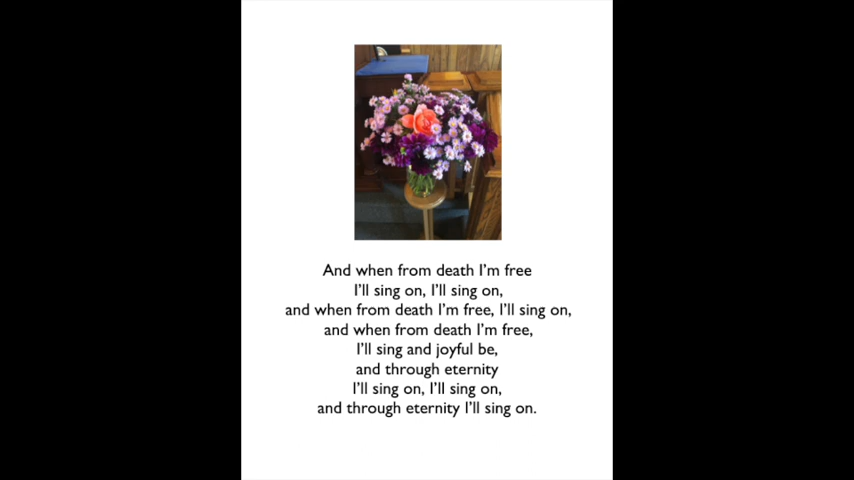 And when from death I'm free
I'll sing on, I'll sing on,
and when from death I'm free, I'll sing on,
and when from death I'm free,
I'll sing and joyful be,
and through eternity
I'll sing on, I'll sing on,
and through eternity I'll sing on.